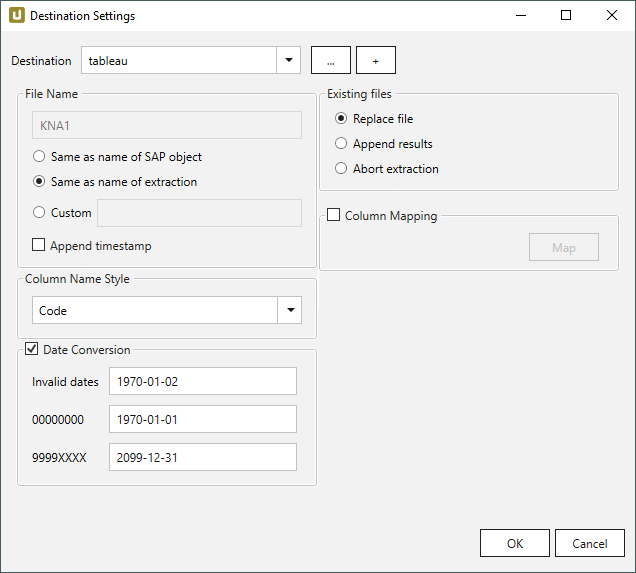 Destination Settings
Destination
tableau
...
+
File Name
KNA1
Same as name of SAP object
Same as name of extraction
Custom
Append timestamp
Column Name Style
Code
Date Conversion
Invalid dates 1970-01-02
00000000 1970-01-01
9999XXXX 2099-12-31
Existing files
Replace file
Append results
Abort extraction
Column Mapping
Map
OK
Cancel